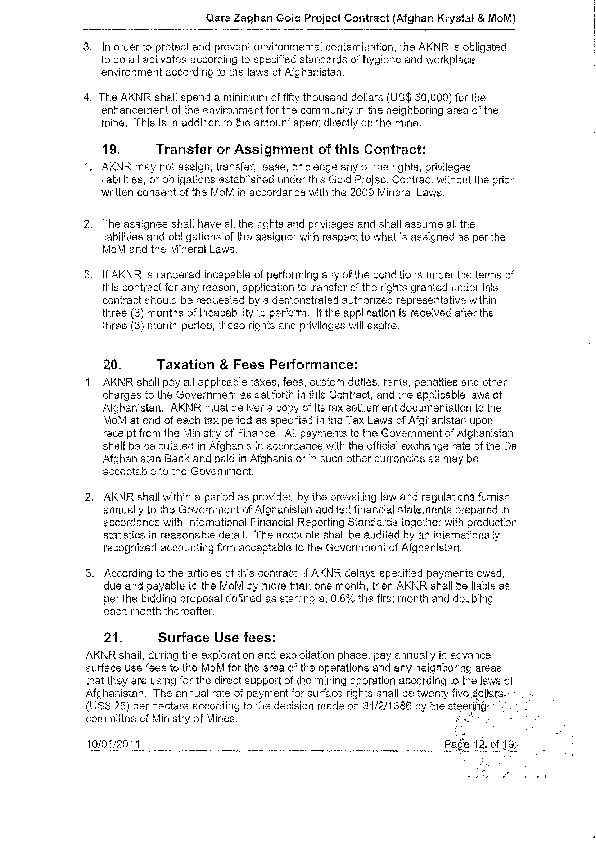 Qara Zaghan Gold Project Contract (Afghan Krystal & MoM)
3. In order to protect and prevent environmental contamination, the AKNR is obligated
to do all activates according to specified standards of hygiene and workplace
environment according to the laws of Afghanistan.
4. The AKNR shall spend a minimum of fifty thousand dollars (US$ 50,000) for the
enhancement of the environment for the community in the neighboring area of the
mine. This is in addition to the amount spent directly on the mine.
19. Transfer or Assignment of this Contract:
1. AKNR may not assign, transfer, lease, or pledge any of the rights, privileges
liabilities, or obligations established under this Gold Project Contract without the prior
written consent of the MoM in accordance with the 2009 Mineral Laws.
2. The assignee shall have all the rights and privileges and shall assume all the
liabilities and obligations of the assignor with respect to what is assigned as per the
MoM and the Mineral Laws.
3. If AKNR is rendered incapable of performing any of the conditions under the terms of
this contract for any reason, application to transfer of the rights granted under this
contract should be requested by a demonstrated authorized representative within
three (3) months of incapability to perform. If the application is received after the
three (3) month period, these rights and privileges will expire.
20. Taxation & Fees Performance:
1. AKNR shall pay all applicable taxes, fees, custom duties, rents, penalties and other
charges to the Government as set forth in this Contract, and the applicable laws of
Afghanistan. AKNR must deliver a copy of its tax settlement documentation to the
MoM at end of each tax period as specified in the Tax Laws of Afghanistan upon
receipt from the Ministry of Finance. All payments to the Government of Afghanistan
shall be calculated in Afghanis in accordance with the official exchange rate of the Da
Afghanistan Bank and paid in Afghanis or in such other currencies as may be
acceptable to the Government.
2. AKNR shall within a period as provided by the prevailing law and regulations furnish
annually to the Government of Afghanistan audited financial statements prepared in
accordance with International Financial Reporting Standards together with production
statistics in reasonable detail. The accounts shall be audited by an internationally
recognized accounting firm acceptable to the Government of Afghanistan.
3. According to the articles of this contract if AKNR delays specified payments owed,
due and payable to the MoM by more than one month, then AKNR shall be liable as
per the bidding proposal defined as starting at 0.6% the first month and doubling
each month thereafter.
21. Surface Use fees:
AKNR shall, during the exploration and exploitation phase, pay annually in advance
surface use fees to the MoM for the area of the operations and any neighboring areas
that they are using for the direct support of the mining operation according to the laws of
Afghanistan. The annual rate of payment for surface rights shall be twenty five dollars
(US$ 25) per hectare according to the decision made on 31/2/1386 by the steering
committee of Ministry of Mines.
Page 12 of 19